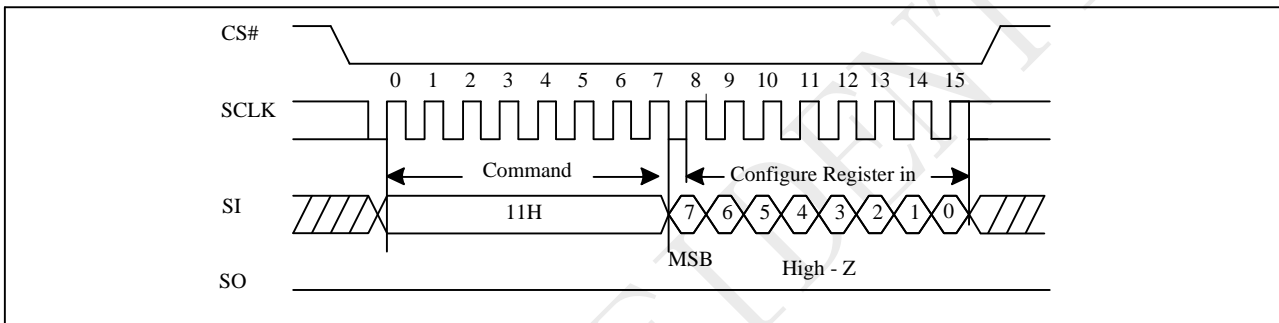 CS#
0 1 2 3 4 5 6 7 8 9 10 11 12 13 14 15
SCLK
Command
Configure Register in
SI
11H
7 6 5 4 3 2 1 0
MSB
High - Z
SO